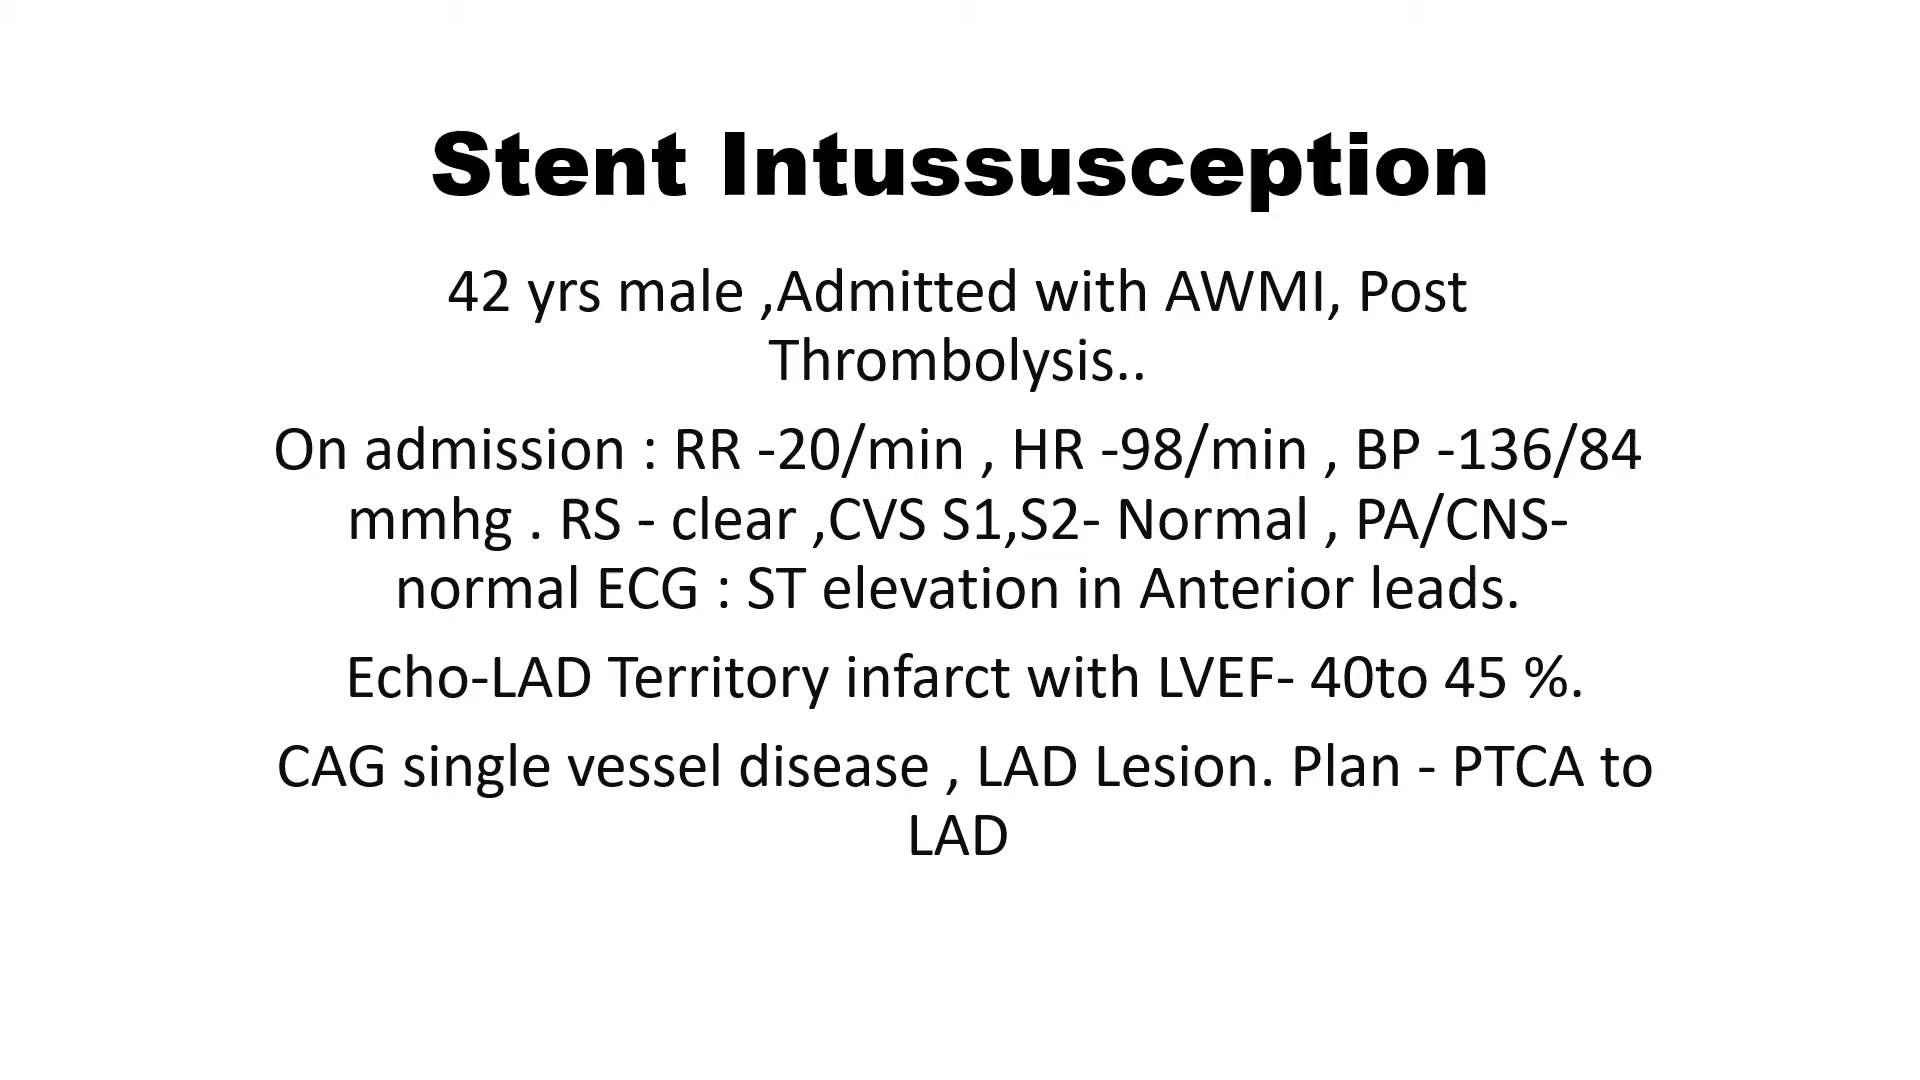 Stent Intussusception
42 yrs male ,Admitted with AWMI, Post
Thrombolysis..
On admission : RR -20/min , HR -98/min , BP -136/84
mmhg . RS - clear ,CVS S1,S2- Normal , PA/CNS-
normal ECG : ST elevation in Anterior leads.
Echo-LAD Territory infarct with LVEF- 40to 45 %.
CAG single vessel disease , LAD Lesion. Plan - PTCA to
LAD